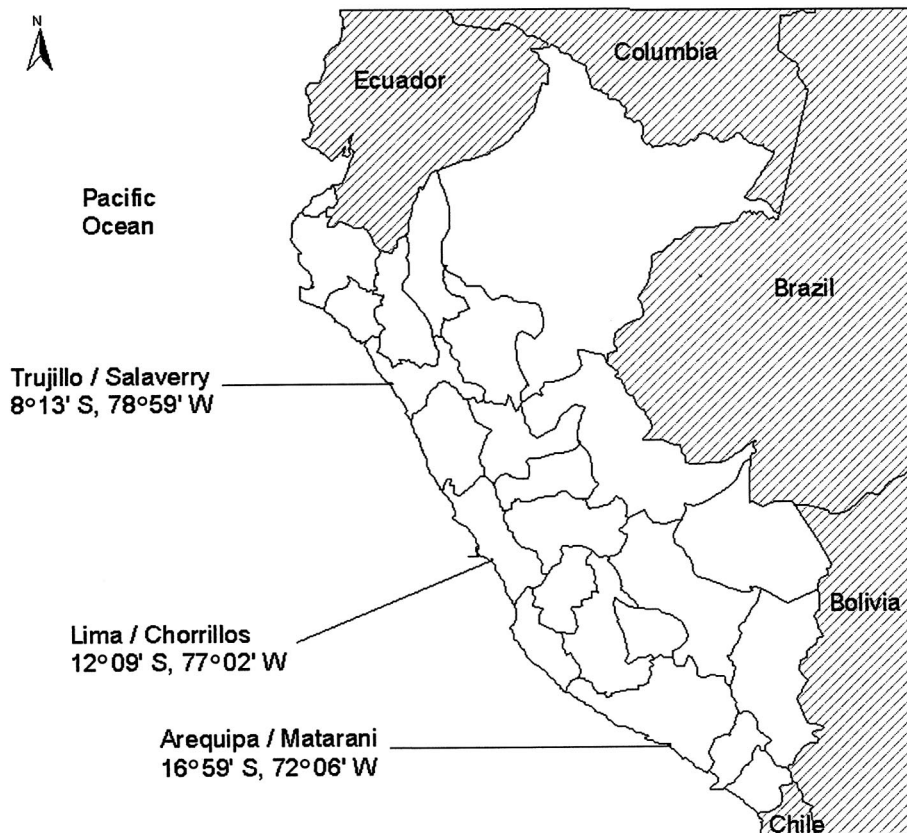 N
Columbia
Ecuador
Pacific
Ocean
Brazil
Trujillo / Salaverry
8°13' S, 78°59' W
Bolivia
Lima / Chorrillos
12°09' S, 77°02' W
Arequipa / Matarani
16°59' S, 72°06' W
Chile